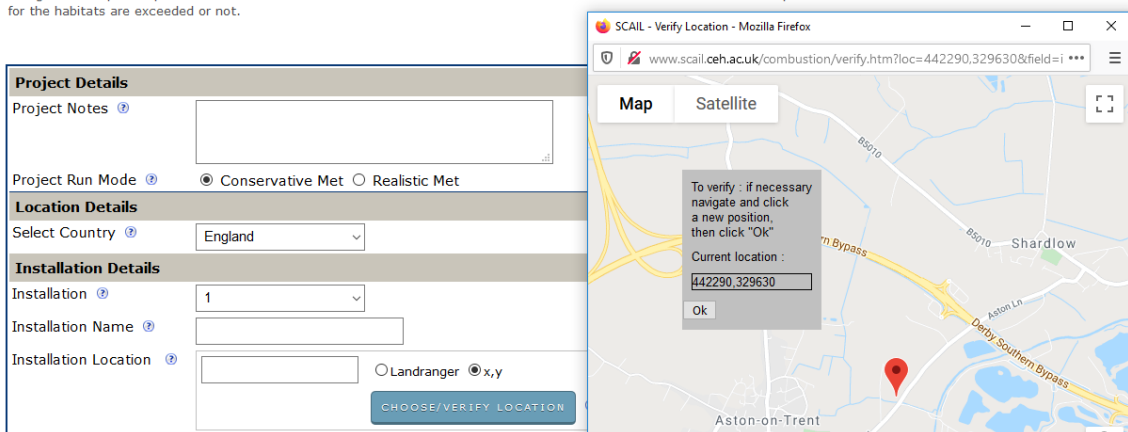 for the habitats are exceeded or not.
Project Details
Project Notes
Project Run Mode Conservative Met Realistic Met
Location Details
Select Country England
Installation Details
Installation 1
Installation Name
Installation Location Landranger x,y
CHOOSE/VERIFY LOCATION
SCAIL - Verify Location - Mozilla Firefox
www.scail.ceh.ac.uk/combustion/verify.htm?loc=442290,329630&field=i
Map Satellite
To verify : if necessary
navigate and click
a new position,
then click "Ok"
Current location :
442290,329630
Ok
B5010
B5010
Shardlow
rn Bypass
Aston Ln
Derby Southern Bypass
Aston-on-Trent